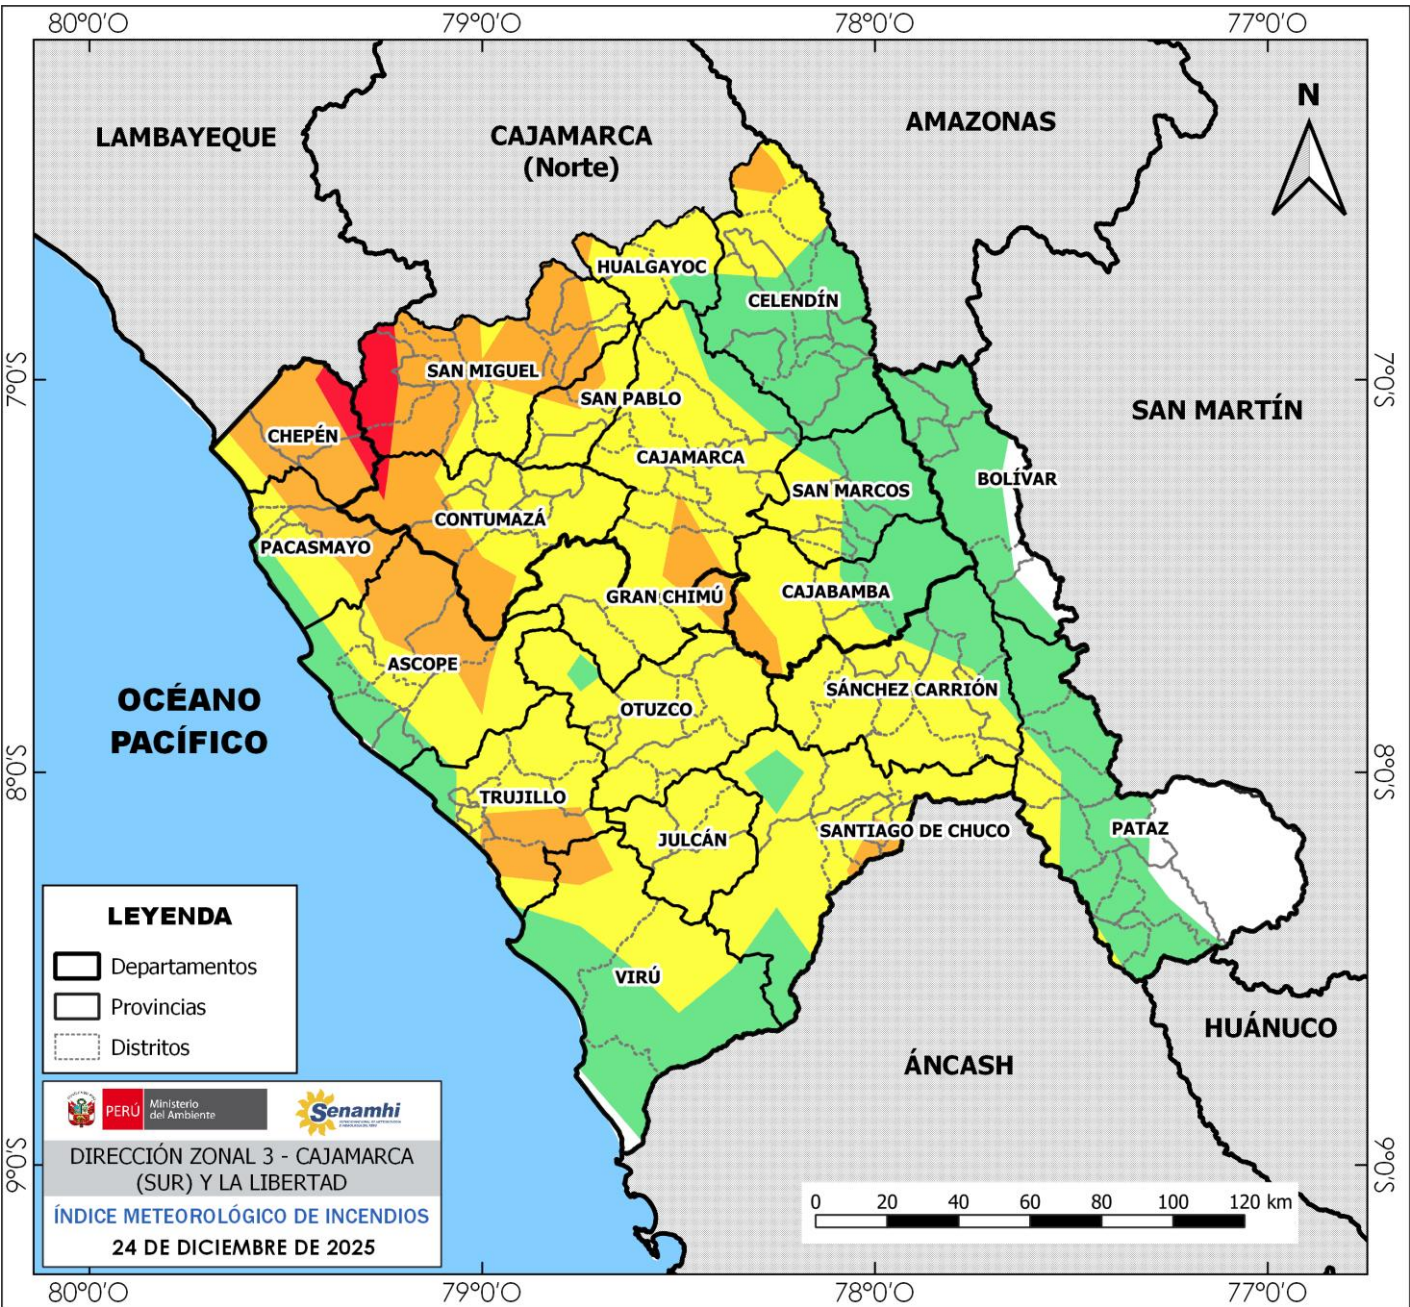 80°0'O 79°0'O 78°0'O 77°0'O
N
LAMBAYEQUE
CAJAMARCA
(Norte)
AMAZONAS
HUALGAYOC
CELENDÍN
7°0'S
7°0'S
SAN MIGUEL
SAN PABLO
SAN MARTÍN
CHEPÉN
CAJAMARCA
SAN MARCOS
BOLÍVAR
CONTUMAZÁ
PACASMAYO
GRAN CHIMÚ
CAJABAMBA
ASCOPE
SÁNCHEZ CARRIÓN
OCÉANO
PACÍFICO
OTUZCO
8°0'S
8°0'S
TRUJILLO
JULCÁN
SANTIAGO DE CHUCO
PATAZ
VIRÚ
HUÁNUCO
ÁNCASH
LEYENDA
Departamentos
Provincias
Distritos
PERÚ
Ministerio
del Ambiente
Senamhi
DIRECCIÓN ZONAL 3 - CAJAMARCA
(SUR) Y LA LIBERTAD
ÍNDICE METEOROLÓGICO DE INCENDIOS
24 DE DICIEMBRE DE 2025
9°0'S
9°0'S
0 20 40 60 80 100 120 km
80°0'O 79°0'O 78°0'O 77°0'O